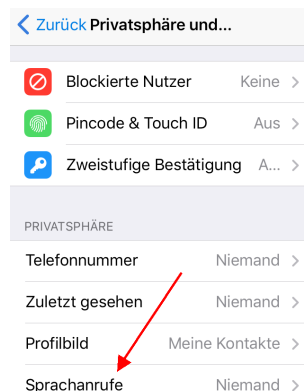 Zurück Privatsphäre und...
Blockierte Nutzer Keine
Pincode & Touch ID Aus
Zweistufige Bestätigung A...
PRIVATSPHÄRE
Telefonnummer Niemand
Zuletzt gesehen Niemand
Profilbild Meine Kontakte
Sprachanrufe Niemand